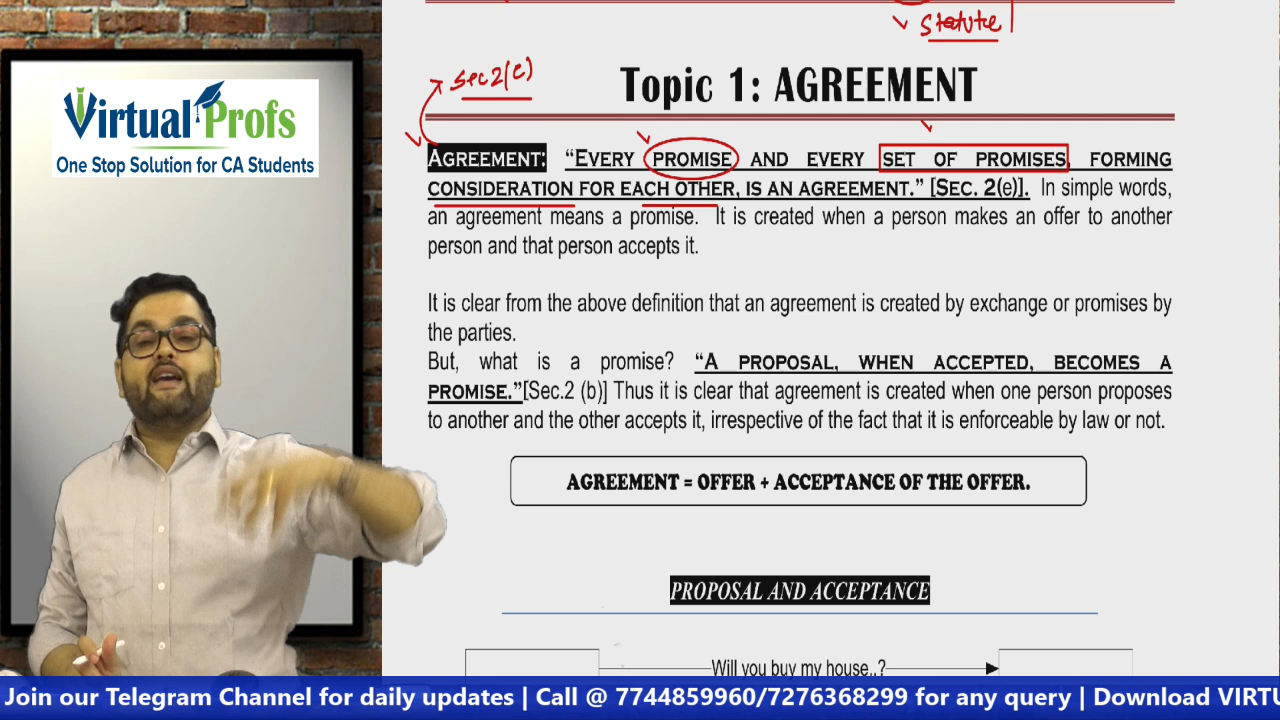 Statute
Sec 2(e)
Topic 1: AGREEMENT
Virtual Profs
One Stop Solution for CA Students
AGREEMENT: “EVERY PROMISE AND EVERY SET OF PROMISES, FORMING
CONSIDERATION FOR EACH OTHER, IS AN AGREEMENT.” [SEC. 2(e)]. In simple words,
an agreement means a promise. It is created when a person makes an offer to another
person and that person accepts it.
It is clear from the above definition that an agreement is created by exchange or promises by
the parties.
But, what is a promise? “A PROPOSAL, WHEN ACCEPTED, BECOMES A
PROMISE.”[Sec.2 (b)] Thus it is clear that agreement is created when one person proposes
to another and the other accepts it, irrespective of the fact that it is enforceable by law or not.
AGREEMENT = OFFER + ACCEPTANCE OF THE OFFER.
PROPOSAL AND ACCEPTANCE
Will you buy my house..?
Join our Telegram Channel for daily updates | Call @ 7744859960/7276368299 for any query | Download VIRTU